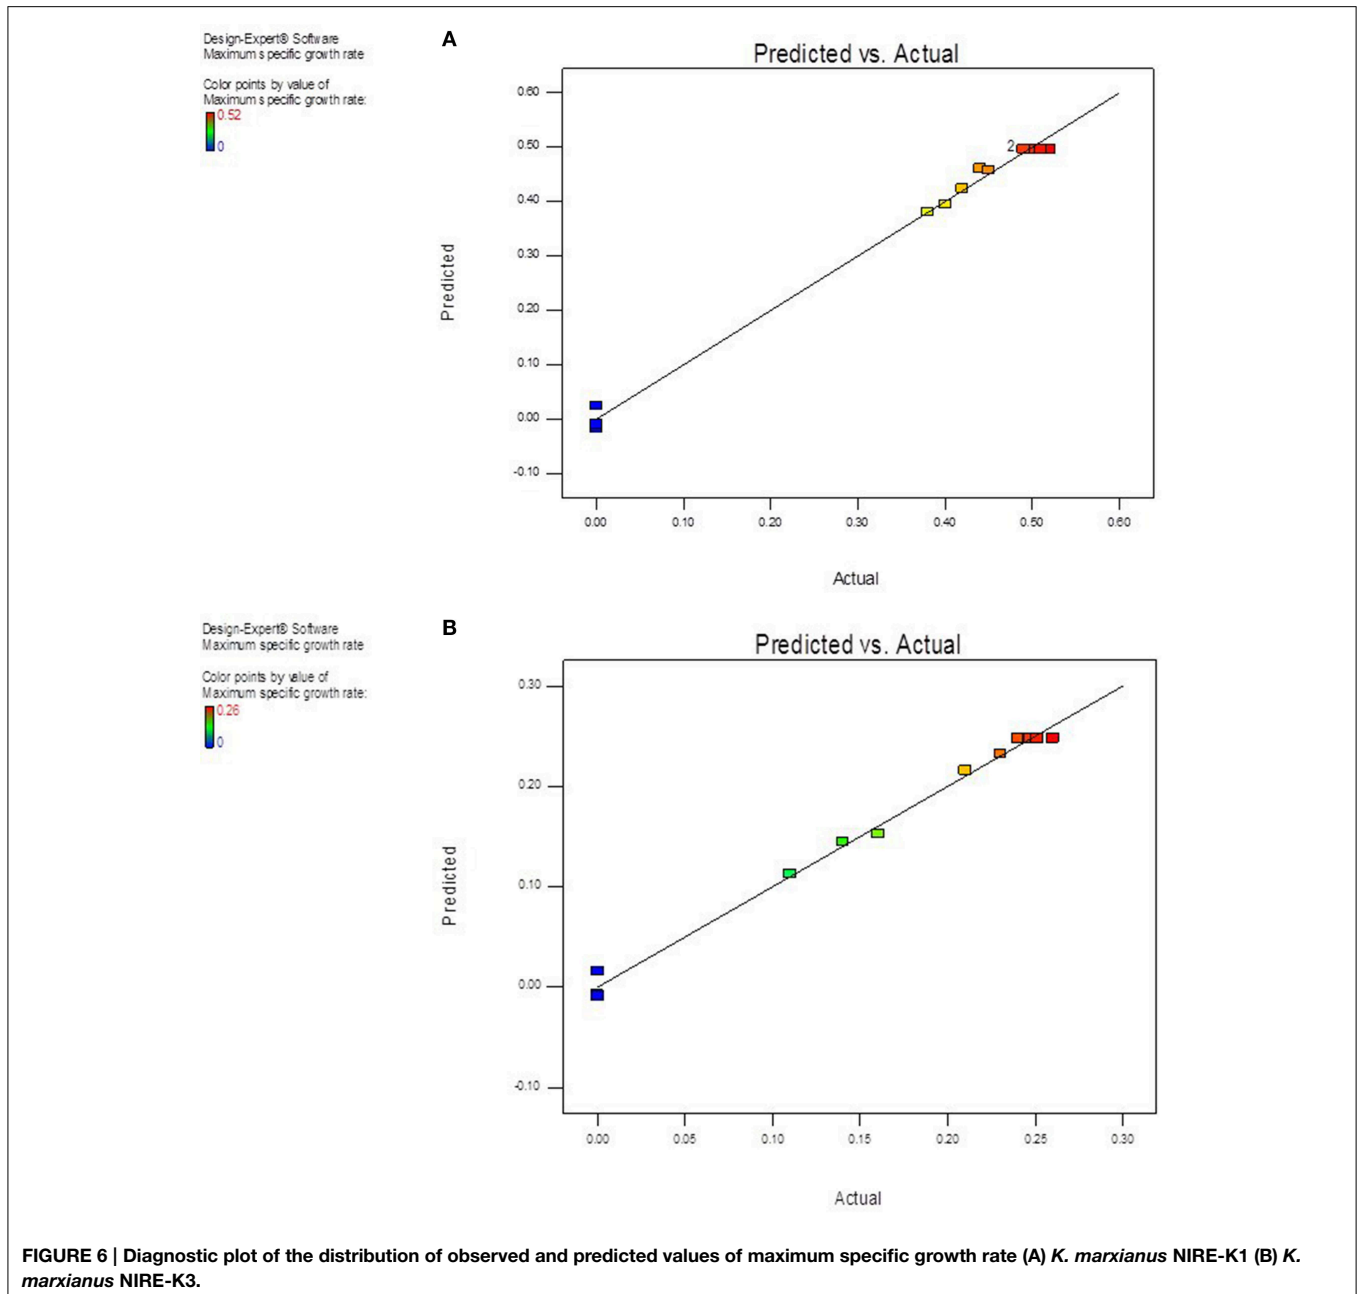 Design-Expert® Software
Maximum specific growth rate
Color points by value of
Maximum specific growth rate:
0.52
0
A
Predicted vs. Actual
0.60
0.50
0.40
0.30
0.20
0.10
0.00
-0.10
2
Predicted
0.00 0.10 0.20 0.30 0.40 0.50 0.60
Actual
Design-Expert® Software
Maximum specific growth rate
Color points by value of
Maximum specific growth rate:
0.26
0
B
Predicted vs. Actual
0.30
0.20
0.10
0.00
-0.10
Predicted
0.00 0.05 0.10 0.15 0.20 0.25 0.30
Actual
FIGURE 6 | Diagnostic plot of the distribution of observed and predicted values of maximum specific growth rate (A) K. marxianus NIRE-K1 (B) K.
marxianus NIRE-K3.